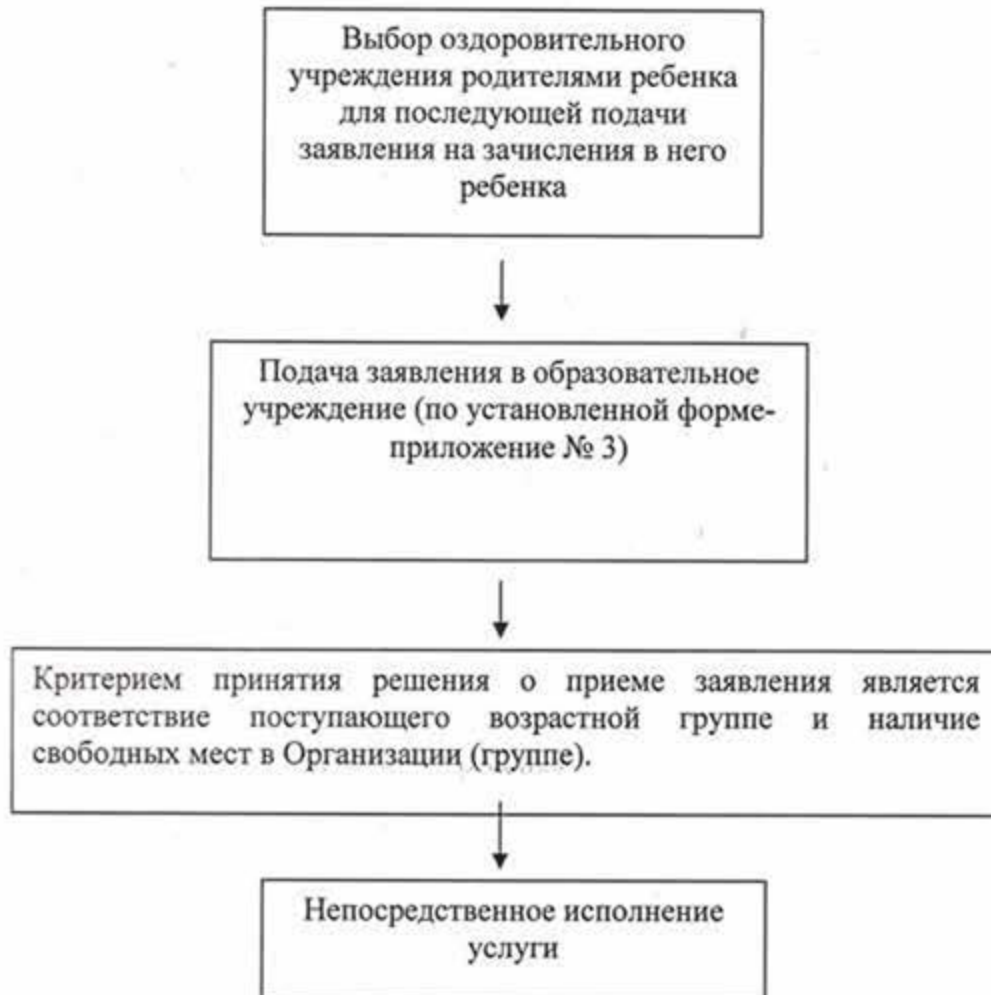 Выбор оздоровительного
учреждения родителями ребенка
для последующей подачи
заявления на зачисления в него
ребенка
Подача заявления в образовательное
учреждение (по установленной форме-
приложение № 3)
Критерием принятия решения о приеме заявления является
соответствие поступающего возрастной группе и наличие
свободных мест в Организации (группе).
Непосредственное исполнение
услуги